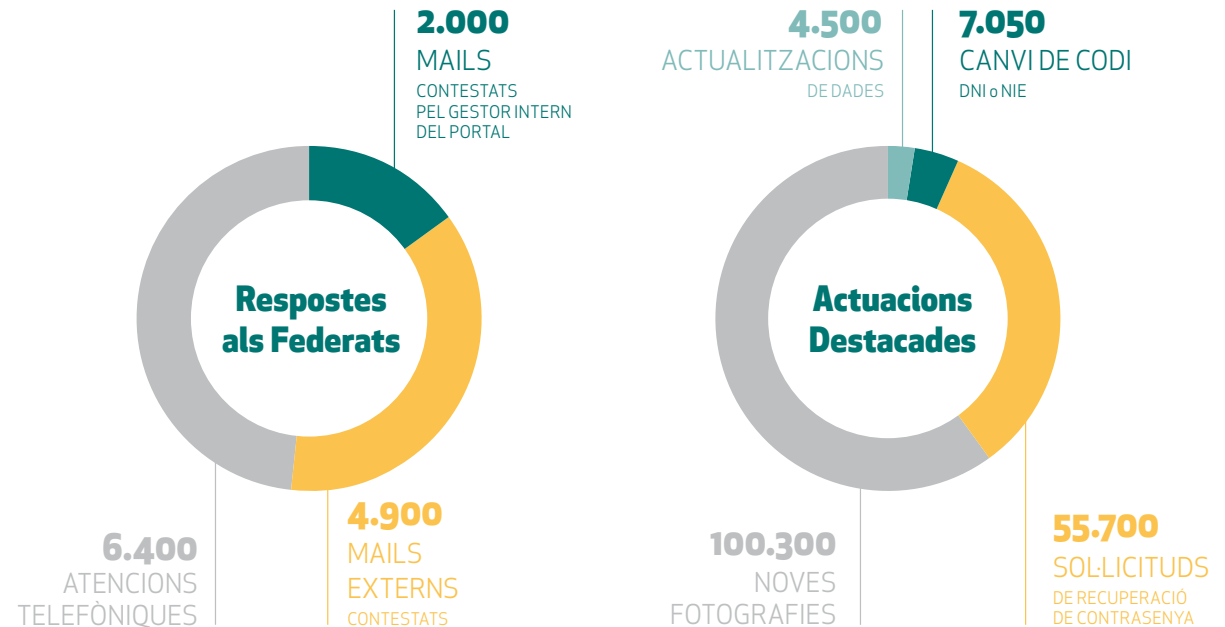 2.000
MAILS
CONTESTATS
PEL GESTOR INTERN
DEL PORTAL
Respostes
als Federats
4.900
MAILS
EXTERNS
CONTESTATS
6.400
ATENCIONS
TELEFÒNIQUES
4.500
ACTUALITZACIONS
DE DADES
7.050
CANVI DE CODI
DNI o NIE
Actuacions
Destacades
55.700
SOL·LICITUDS
DE RECUPERACIÓ
DE CONTRASENYA
100.300
NOVES
FOTOGRAFIES